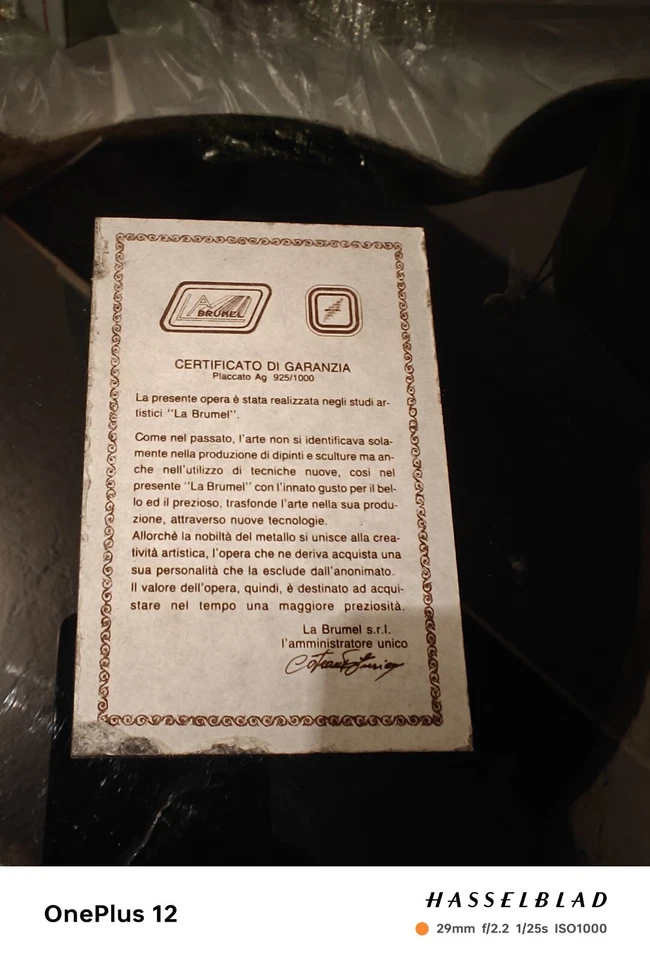 LA BRUMEL
CERTIFICATO DI GARANZIA
Placcato Ag 925/1000
La presente opera è stata realizzata negli studi ar-
tistici "La Brumel".
Come nel passato, l'arte non si identificava sola-
mente nella produzione di dipinti e sculture ma an-
che nell'utilizzo di tecniche nuove, così nel
presente "La Brumel" con l'innato gusto per il bel-
lo ed il prezioso, trasfonde l'arte nella sua produ-
zione, attraverso nuove tecnologie.
Allorchè la nobiltà del metallo si unisce alla crea-
tività artistica, l'opera che ne deriva acquista una
sua personalità che la esclude dall'anonimato.
Il valore dell'opera, quindi, è destinato ad acqui-
stare nel tempo una maggiore preziosità.
La Brumel s.r.l.
l'amministratore unico
OnePlus 12
HASSELBLAD
29mm f/2.2 1/25s ISO1000